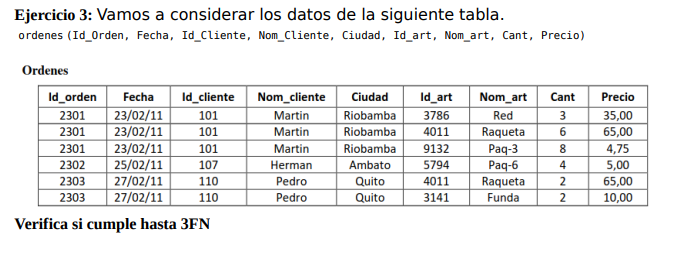 Ejercicio 3: Vamos a considerar los datos de la siguiente tabla.
ordenes (Id_Orden, Fecha, Id_Cliente, Nom_Cliente, Ciudad, Id_art, Nom_art, Cant, Precio)
Ordenes
Id_orden Fecha Id_cliente Nom_cliente Ciudad Id_art Nom_art Cant Precio
2301 23/02/11 101 Martin Riobamba 3786 Red 3 35,00
2301 23/02/11 101 Martin Riobamba 4011 Raqueta 6 65,00
2301 23/02/11 101 Martin Riobamba 9132 Paq-3 8 4,75
2302 25/02/11 107 Herman Ambato 5794 Paq-6 4 5,00
2303 27/02/11 110 Pedro Quito 4011 Raqueta 2 65,00
2303 27/02/11 110 Pedro Quito 3141 Funda 2 10,00
Verifica si cumple hasta 3FN